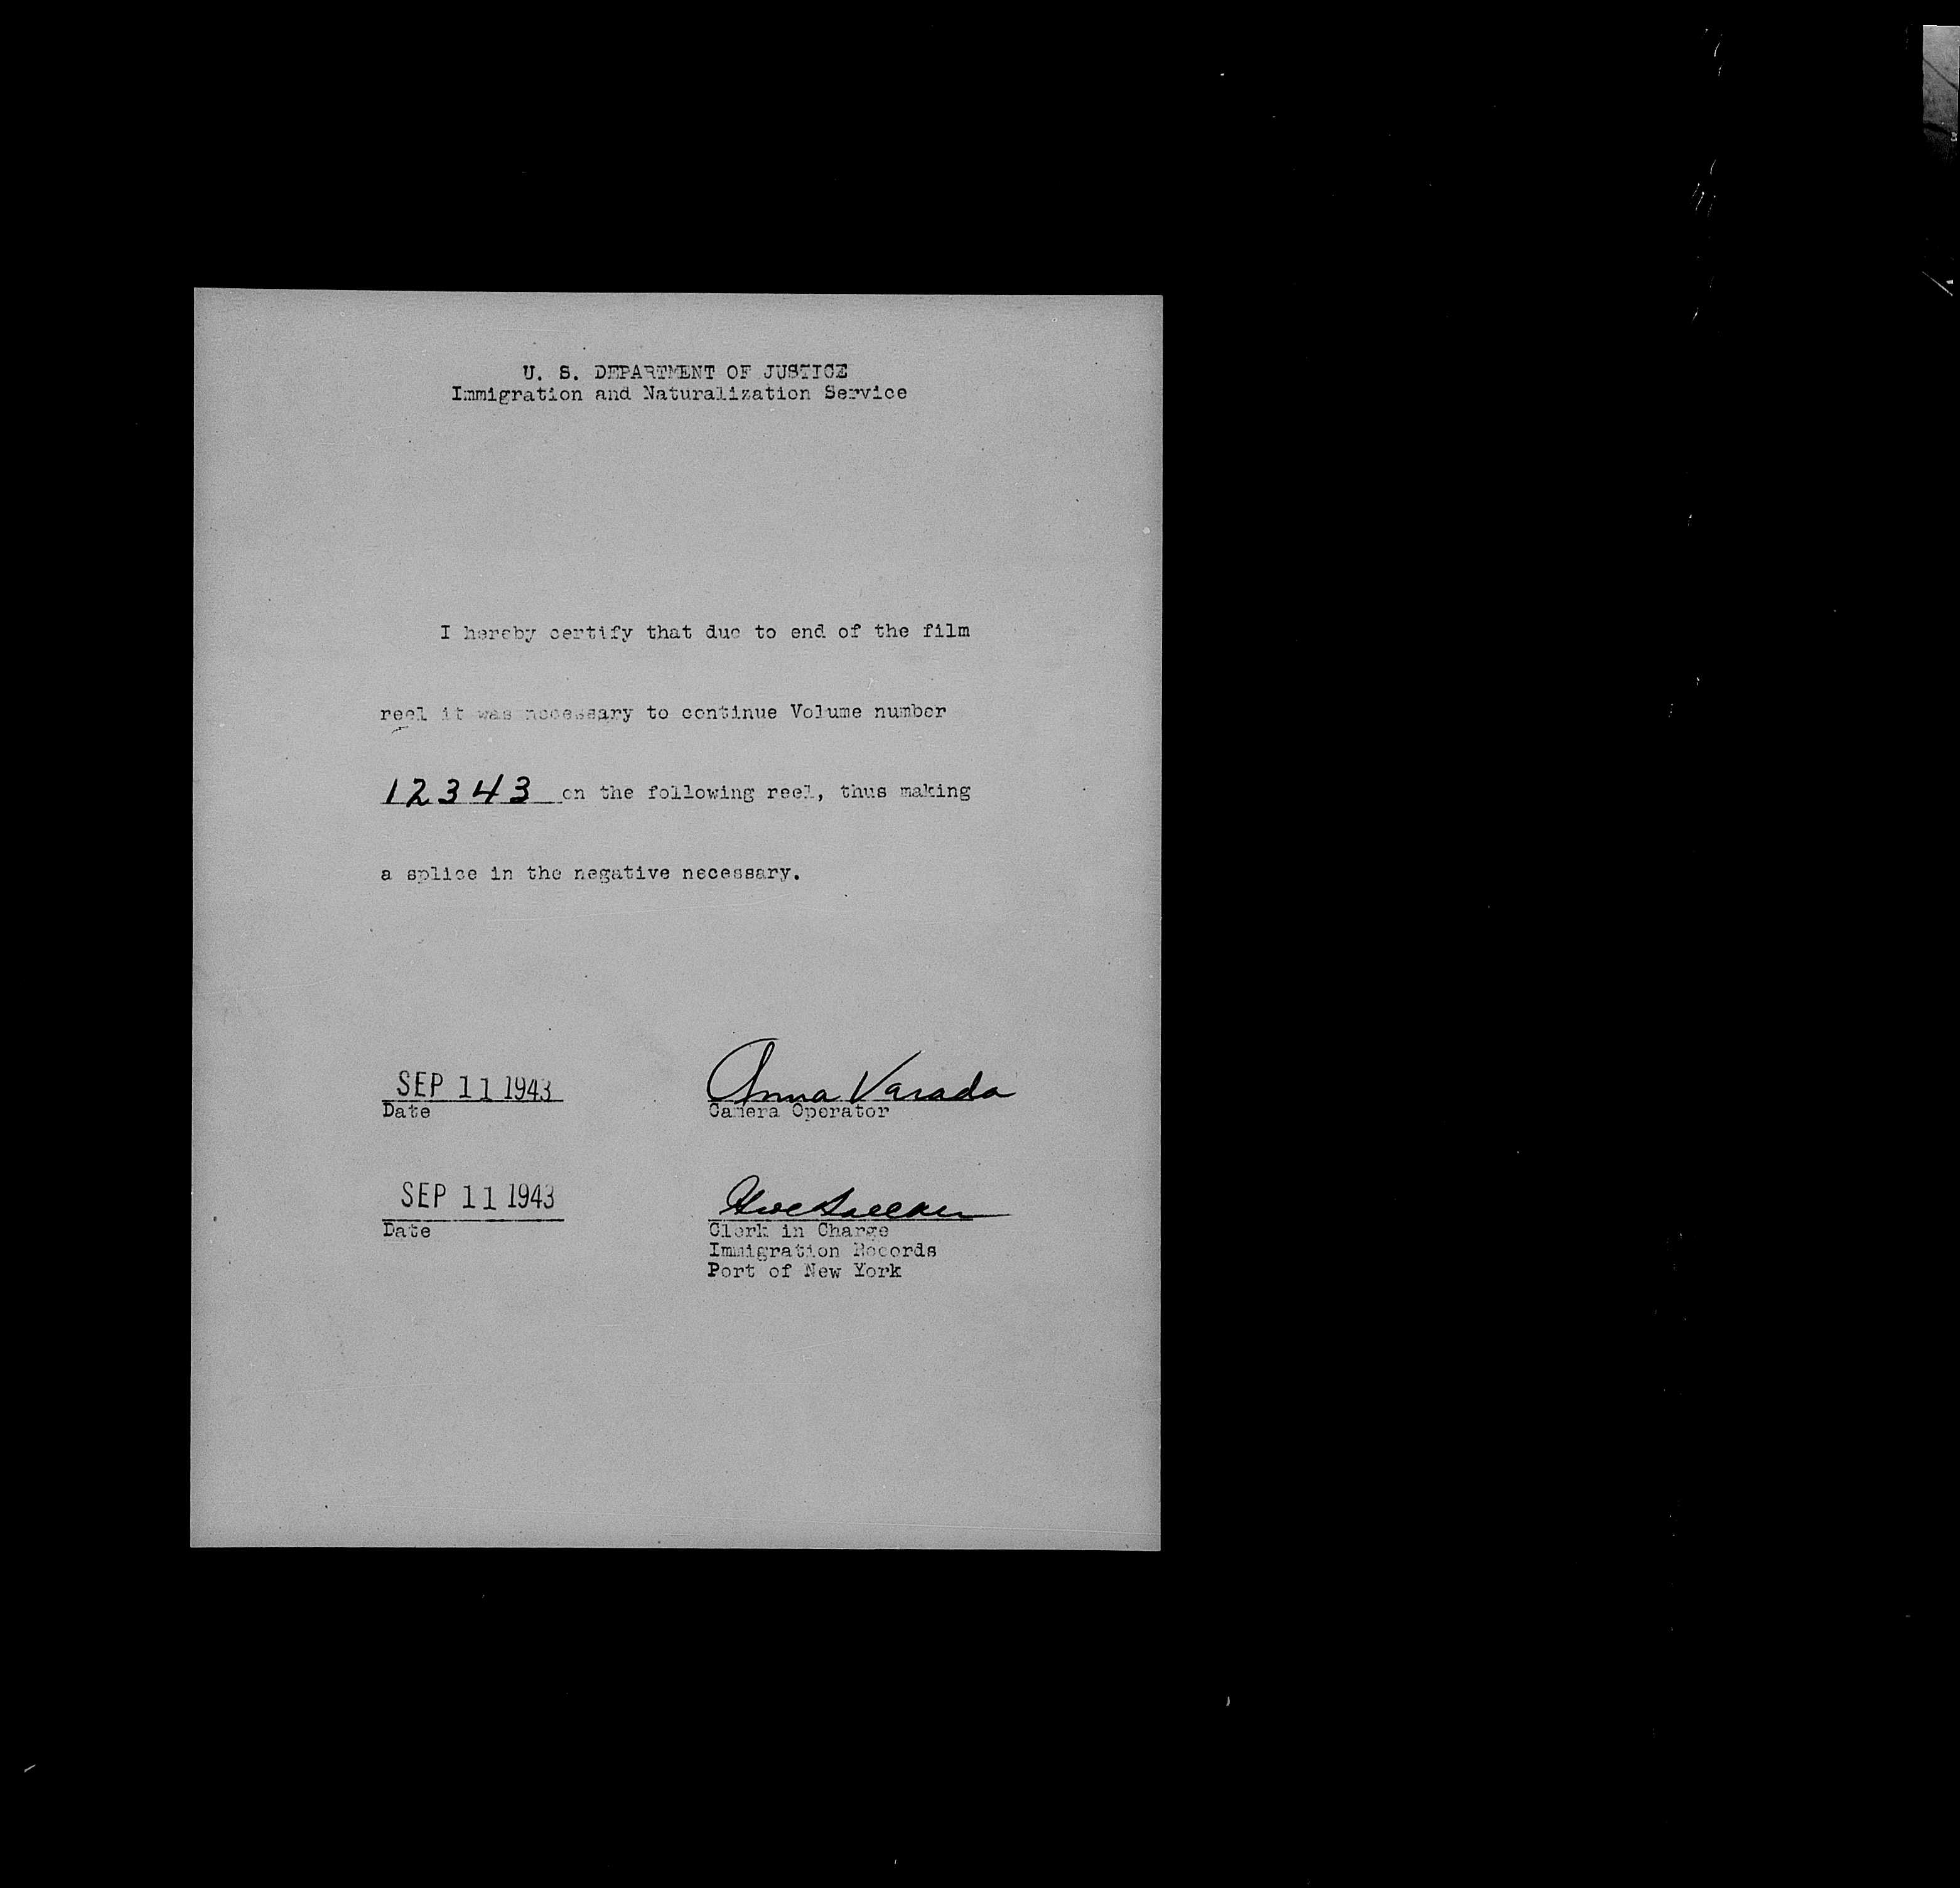 U. S. DEPARTMENT OF JUSTICE
Immigration and Naturalization Service
I hereby certify that due to end of the film
reel it was necessary to continue Volume number
12343 on the following reel, thus making
a splice in the negative necessary.
SEP 11 1943 Anna Varada
Date Camera Operator
SEP 11 1943
Date Clerk in Charge
Immigration Records
Port of New York